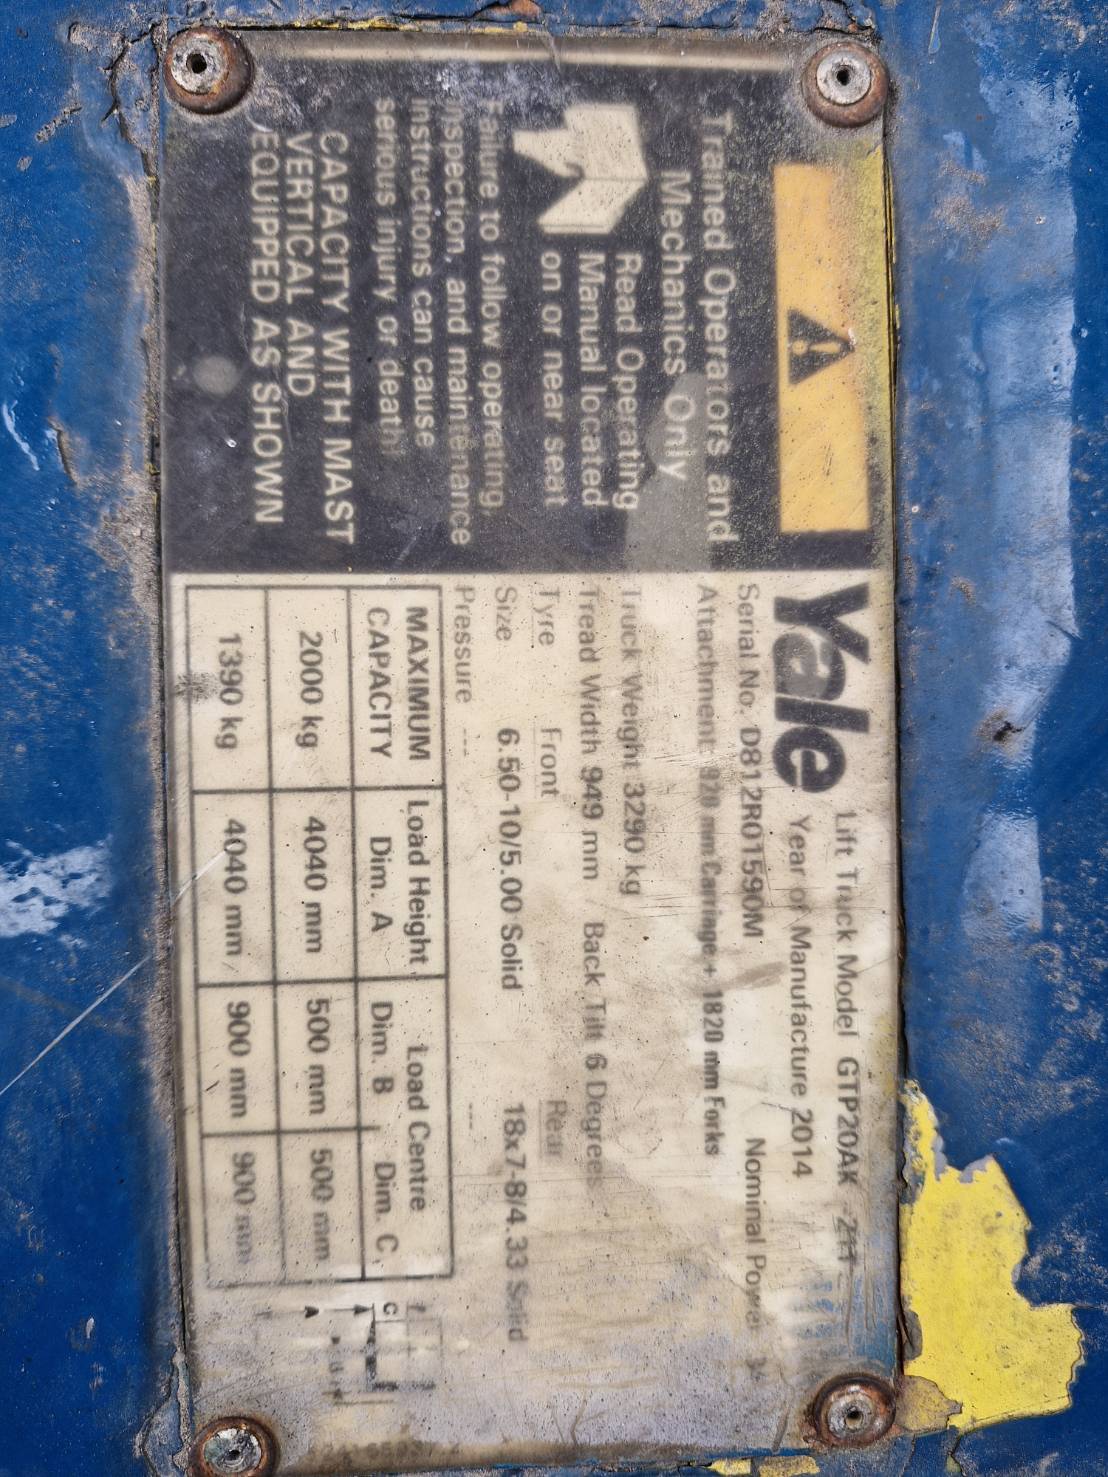 Trained Operators and
Mechanics Only
Read Operating
Manual located
on or near seat
Failure to follow operating,
inspection, and maintenance
instructions can cause
serious injury or death!
CAPACITY WITH MAST
VERTICAL AND
EQUIPPED AS SHOWN
Yale Lift Truck Model GTP20AK
Year of Manufacture 2014
Serial No. D812R01590M Nominal Power
Attachment: 920 mm Carriage + 1820 mm Forks
Truck Weight 3290 kg
Tread Width 949 mm Back Tilt 6 Degrees
Tyre Front Rear
Size 6.50-10/5.00 Solid 18x7-8/4.33 Solid
Pressure --- ---
MAXIMUM CAPACITY Load Height Dim. A Load Centre Dim. B Dim. C
2000 kg 4040 mm 500 mm 500 mm
1390 kg 4040 mm 900 mm 900 mm
C
A